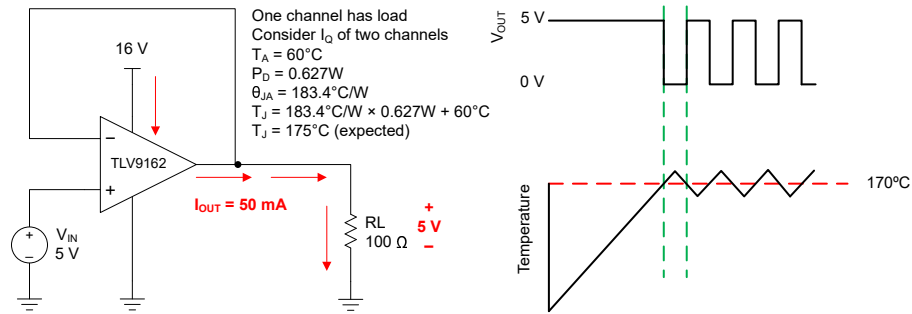 One channel has load
Consider IQ of two channels
TA = 60°C
PD = 0.627W
θJA = 183.4°C/W
TJ = 183.4°C/W × 0.627W + 60°C
TJ = 175°C (expected)
16 V
−
TLV9162
+
IOUT = 50 mA
+
−
VIN
5 V
RL
100 Ω
+
5 V
−
VOUT
5 V
0 V
Temperature
170ºC